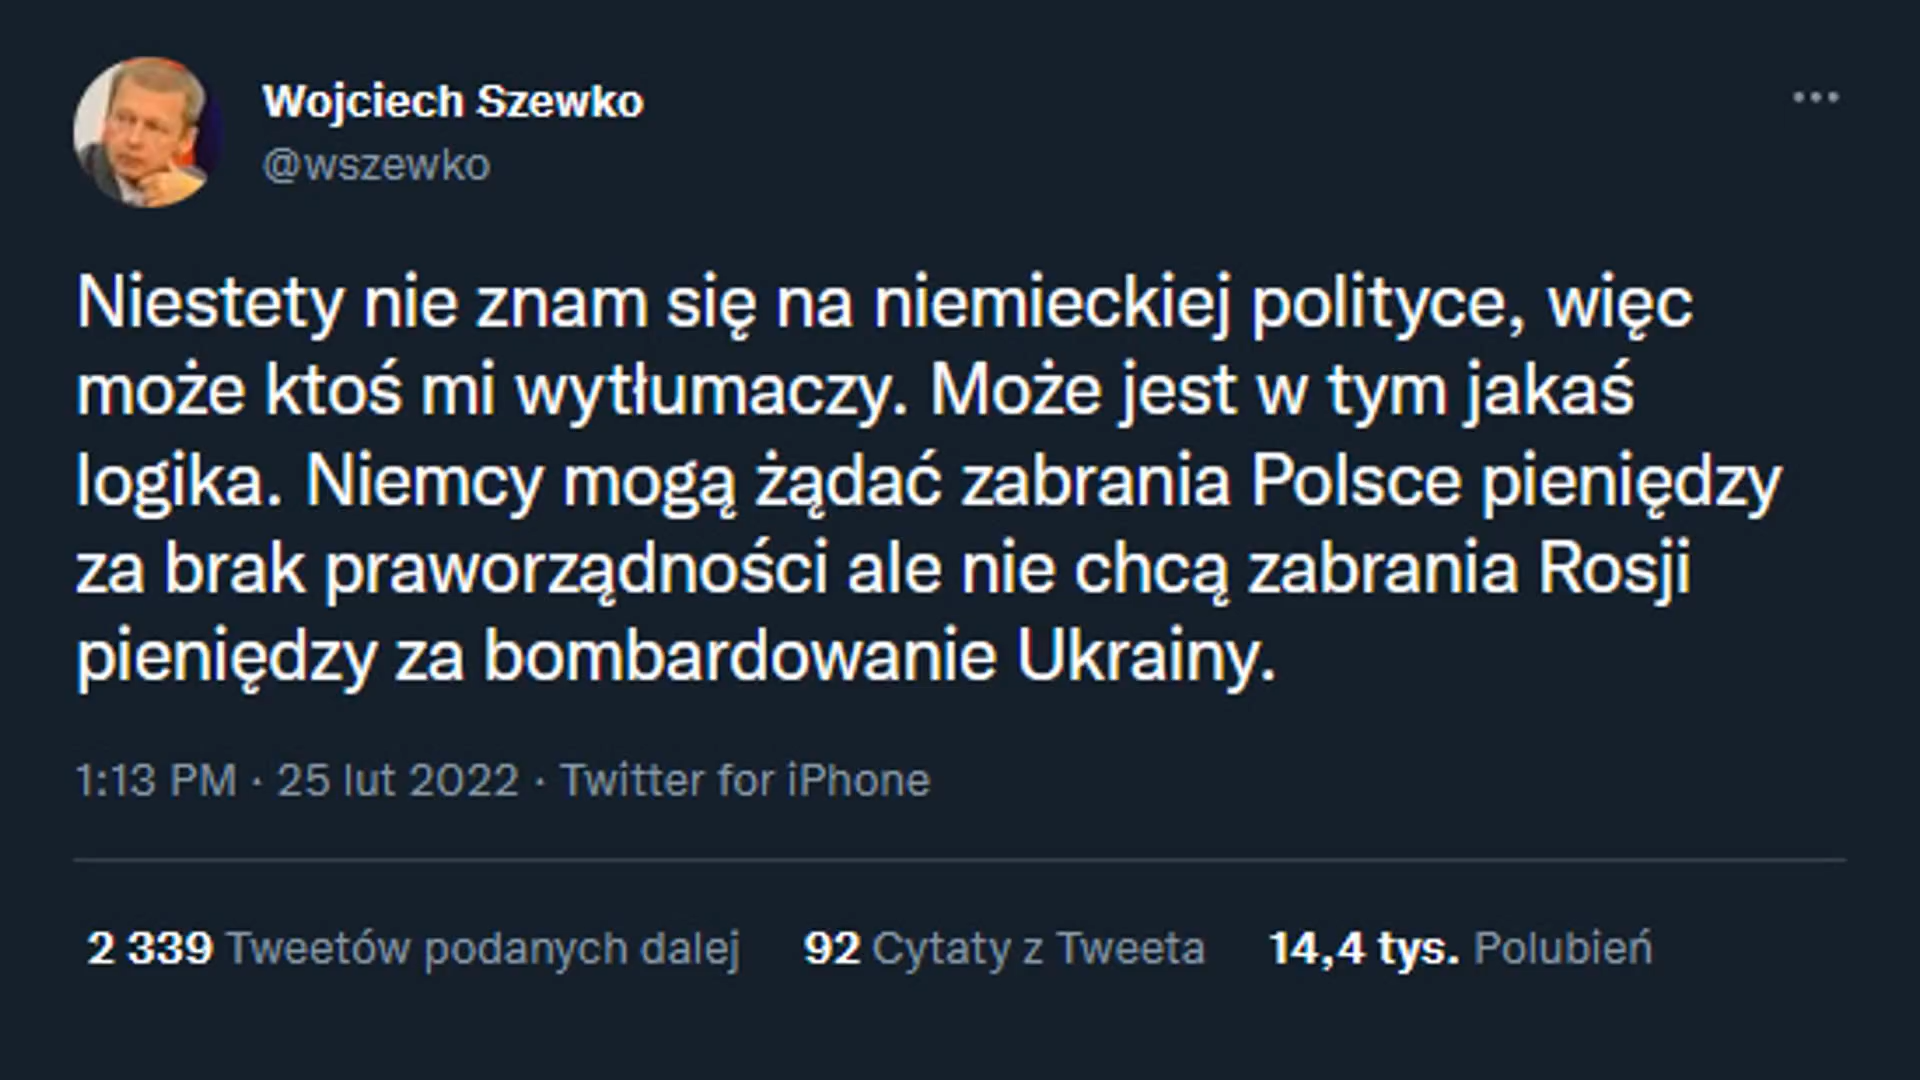 Wojciech Szewko
@wszewko
Niestety nie znam się na niemieckiej polityce, więc
może ktoś mi wytłumaczy. Może jest w tym jakaś
logika. Niemcy mogą żądać zabrania Polsce pieniędzy
za brak praworządności ale nie chcą zabrania Rosji
pieniędzy za bombardowanie Ukrainy.
1:13 PM · 25 lut 2022 · Twitter for iPhone
2 339 Tweetów podanych dalej 92 Cytaty z Tweeta 14,4 tys. Polubień